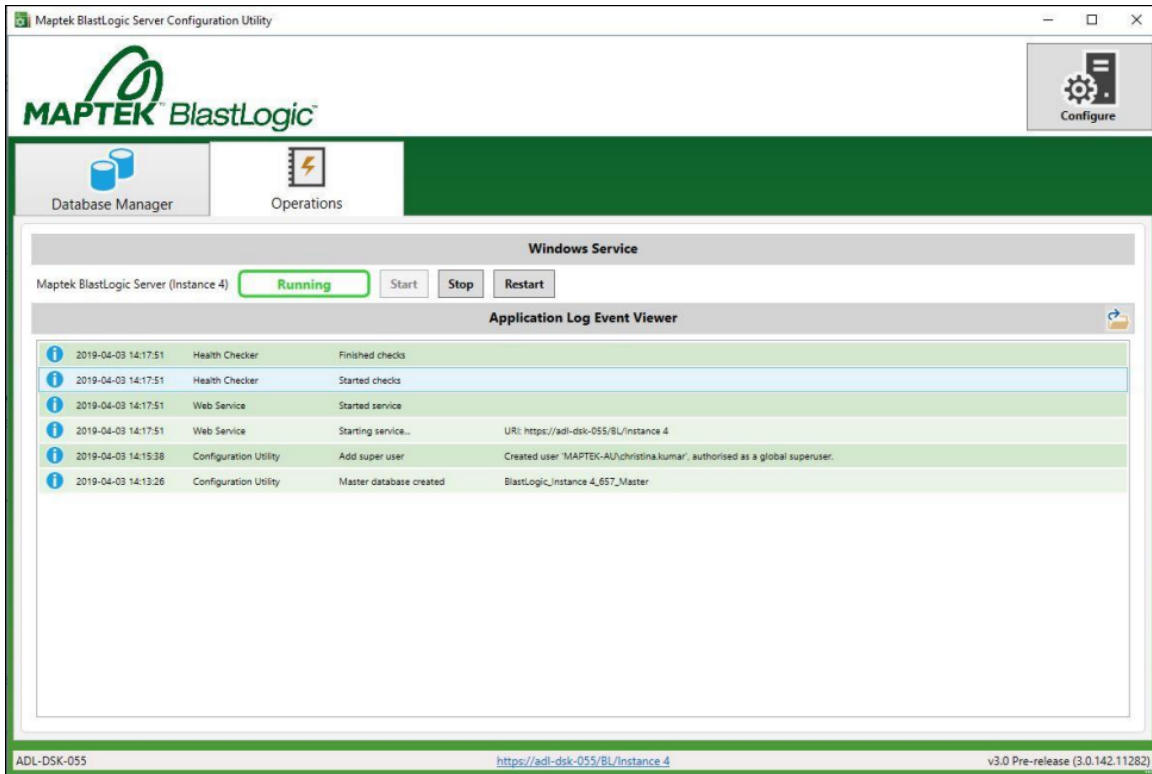 Maptek BlastLogic Server Configuration Utility
MAPTEK™ BlastLogic™
Configure
Database Manager
Operations
Windows Service
Maptek BlastLogic Server (Instance 4) Running Start Stop Restart
Application Log Event Viewer
2019-04-03 14:17:51 Health Checker Finished checks
2019-04-03 14:17:51 Health Checker Started checks
2019-04-03 14:17:51 Web Service Started service
2019-04-03 14:17:51 Web Service Starting service... URI: https://adl-dsk-055/BL/Instance 4
2019-04-03 14:15:38 Configuration Utility Add super user Created user 'MAPTEK-AU\christina.kumar', authorised as a global superuser.
2019-04-03 14:13:26 Configuration Utility Master database created BlastLogic_Instance 4_657_Master
ADL-DSK-055 https://adl-dsk-055/BL/Instance 4 v3.0 Pre-release (3.0.142.11282)